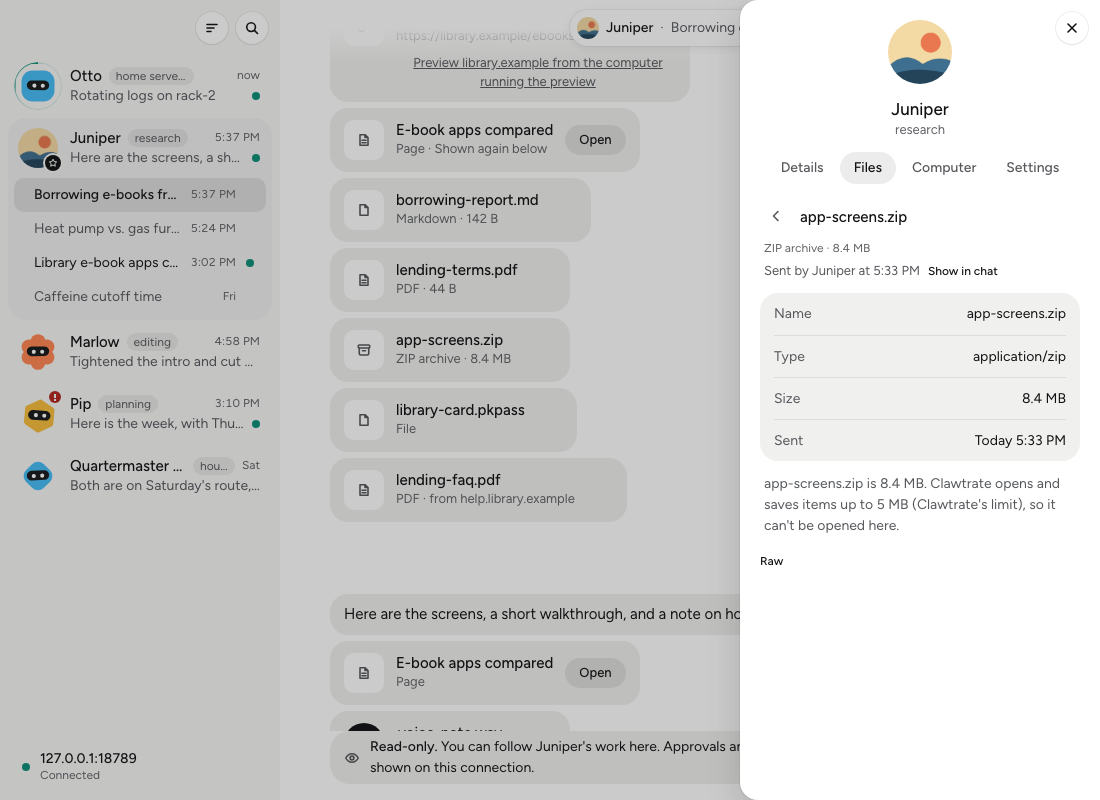 Otto home serve... now
Rotating logs on rack-2
Juniper research 5:37 PM
Here are the screens, a sh...
Borrowing e-books fr... 5:37 PM
Heat pump vs. gas fur... 5:24 PM
Library e-book apps c... 3:02 PM
Caffeine cutoff time Fri
Marlow editing 4:58 PM
Tightened the intro and cut ...
Pip planning 3:10 PM
Here is the week, with Thu...
Quartermaster ... hou... Sat
Both are on Saturday's route,...
127.0.0.1:18789
Connected
Juniper · Borrowing
https://library.example/ebooks
Preview library.example from the computer
running the preview
E-book apps compared
Page · Shown again below
Open
borrowing-report.md
Markdown · 142 B
lending-terms.pdf
PDF · 44 B
app-screens.zip
ZIP archive · 8.4 MB
library-card.pkpass
File
lending-faq.pdf
PDF · from help.library.example
Here are the screens, a short walkthrough, and a note on
E-book apps compared
Page
Open
voice-note.wav
Read-only. You can follow Juniper's work here. Approvals
shown on this connection.
Juniper
research
Details Files Computer Settings
app-screens.zip
ZIP archive · 8.4 MB
Sent by Juniper at 5:33 PM Show in chat
Name app-screens.zip
Type application/zip
Size 8.4 MB
Sent Today 5:33 PM
app-screens.zip is 8.4 MB. Clawtrate opens and
saves items up to 5 MB (Clawtrate's limit), so it
can't be opened here.
Raw